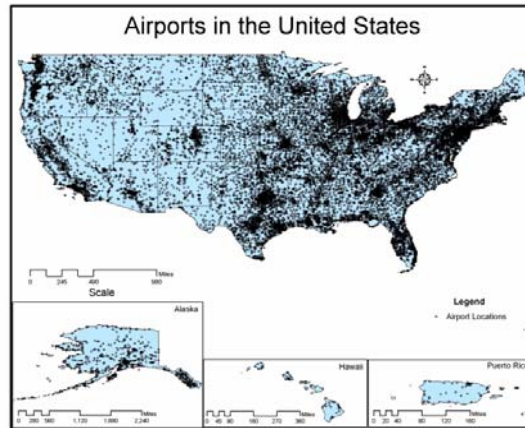 Airports in the United States
0 245 490 980
Miles
Scale
Legend
Airport Locations
Alaska
0 280 560 1,120 1,680 2,240
Miles
Hawaii
0 45 90 180 270 360
Miles
Puerto Rico
0 20 40 80 120 160
Miles